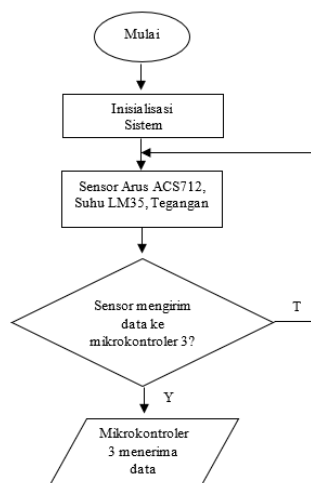 Mulai
Inisialisasi
Sistem
Sensor Arus ACS712,
Suhu LM35, Tegangan
Sensor mengirim
data ke
mikrokontroler 3?
T
Y
Mikrokontroler
3 menerima
data